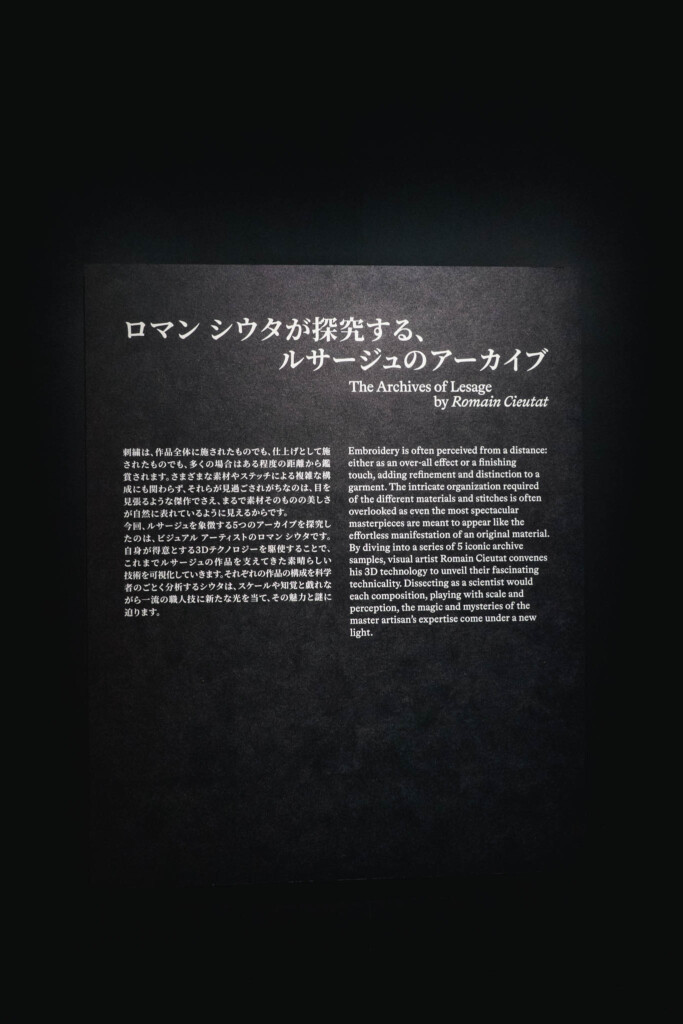 ロマン シウタが探究する、
ルサージュのアーカイブ
The Archives of Lesage
by Romain Cieutat
刺繍は、作品全体に施されたものでも、仕上げとして施
されたものでも、多くの場合はある程度の距離から鑑
賞されます。さまざまな素材やステッチによる複雑な構
成にも関わらず、それらが見過ごされがちなのは、目を
見張るような傑作でさえ、まるで素材そのものの美しさ
が自然に表れているように見えるからです。
今回、ルサージュを象徴する5つのアーカイブを探究し
たのは、ビジュアル アーティストのロマン シウタです。
自身が得意とする3Dテクノロジーを駆使することで、
これまでルサージュの作品を支えてきた素晴らしい
技術を可視化していきます。それぞれの作品の構成を科学
者のごとく分析するシウタは、スケールや知覚と戯れな
がら一流の職人技に新たな光を当て、その魅力と謎に
迫ります。
Embroidery is often perceived from a distance:
either as an over-all effect or a finishing
touch, adding refinement and distinction to a
garment. The intricate organization required
of the different materials and stitches is often
overlooked as even the most spectacular
masterpieces are meant to appear like the
effortless manifestation of an original material.
By diving into a series of 5 iconic archive
samples, visual artist Romain Cieutat convenes
his 3D technology to unveil their fascinating
technicality. Dissecting as a scientist would
each composition, playing with scale and
perception, the magic and mysteries of the
master artisan's expertise come under a new
light.